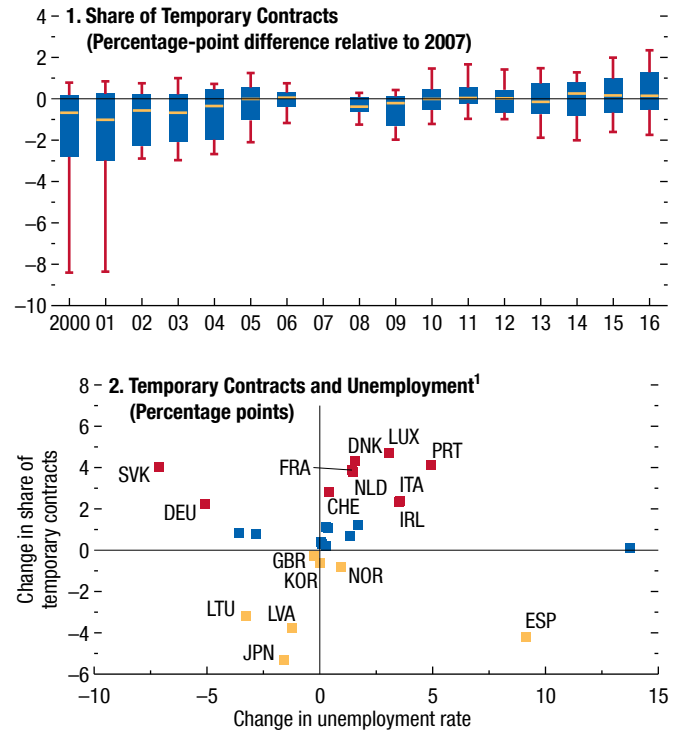 1. Share of Temporary Contracts
(Percentage-point difference relative to 2007)
4
2
0
–2
–4
–6
–8
–10
2000 01 02 03 04 05 06 07 08 09 10 11 12 13 14 15 16
2. Temporary Contracts and Unemployment¹
(Percentage points)
Change in share of
temporary contracts
8
6
4
2
0
–2
–4
–6
SVK
DEU
FRA
DNK
LUX
PRT
NLD
ITA
CHE
IRL
GBR
KOR
NOR
LTU
LVA
JPN
ESP
–10 –5 0 5 10 15
Change in unemployment rate